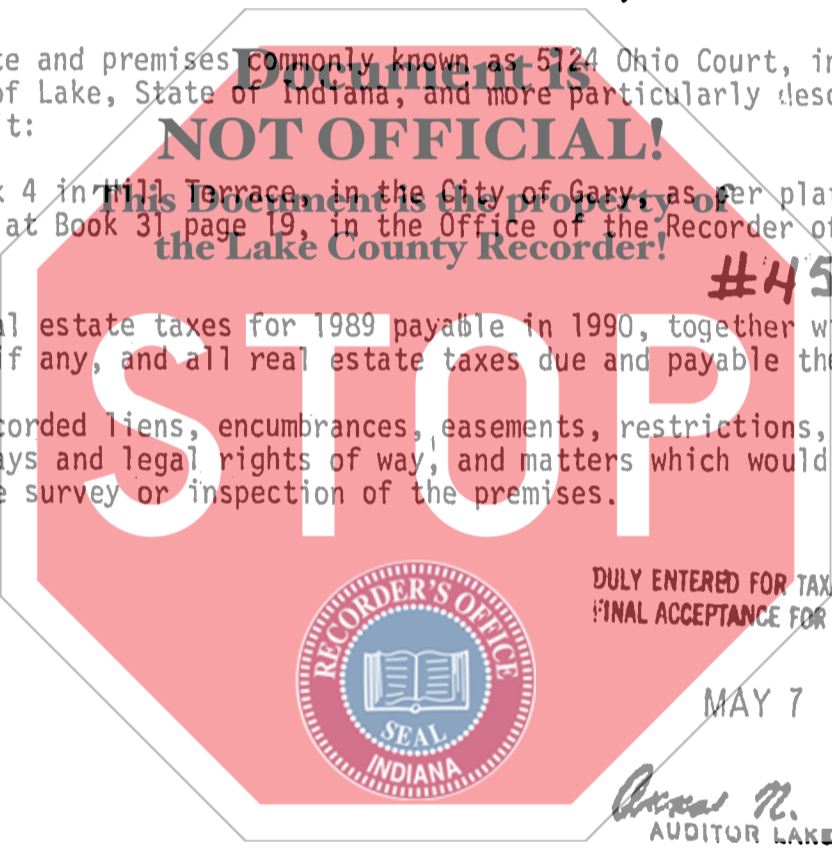 te and premises commonly known as 5124 Ohio Court, in
of Lake, State of Indiana, and more particularly desc
t:
Document is
NOT OFFICIAL!
This Document is the property of
the Lake County Recorder!
k 4 in Hill Terrace, in the City of Gary, as per plat
at Book 31 page 19, in the Office of the Recorder of
#45
al estate taxes for 1989 payable in 1990, together w
if any, and all real estate taxes due and payable the
corded liens, encumbrances, easements, restrictions,
ays and legal rights of way, and matters which would
e survey or inspection of the premises.
STOP
DULY ENTERED FOR TAXA
FINAL ACCEPTANCE FOR
RECORDER'S OFFICE
SEAL
INDIANA
MAY 7
N.
AUDITOR LAKE